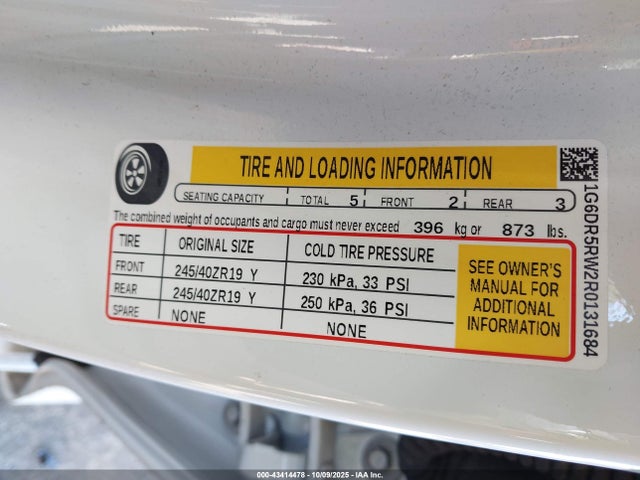 TIRE AND LOADING INFORMATION
SEATING CAPACITY TOTAL 5 FRONT 2 REAR 3
The combined weight of occupants and cargo must never exceed 396 kg or 873 lbs.
TIRE ORIGINAL SIZE COLD TIRE PRESSURE
FRONT 245/40ZR19 Y 230 kPa, 33 PSI
REAR 245/40ZR19 Y 250 kPa, 36 PSI
SPARE NONE NONE
SEE OWNER'S
MANUAL FOR
ADDITIONAL
INFORMATION
1G6DR5RW2R0131684
000-43414478 | 10/09/2025 | IAA Inc.